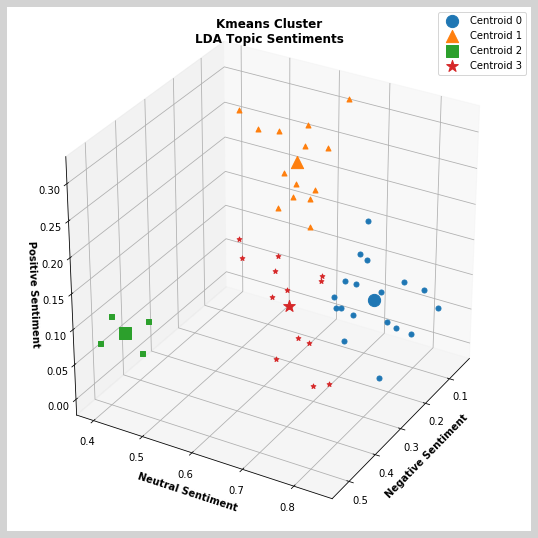 Kmeans Cluster
LDA Topic Sentiments
Centroid 0
Centroid 1
Centroid 2
Centroid 3
Positive Sentiment
0.30
0.25
0.20
0.15
0.10
0.05
0.00
Neutral Sentiment
0.4
0.5
0.6
0.7
0.8
Negative Sentiment
0.1
0.2
0.3
0.4
0.5